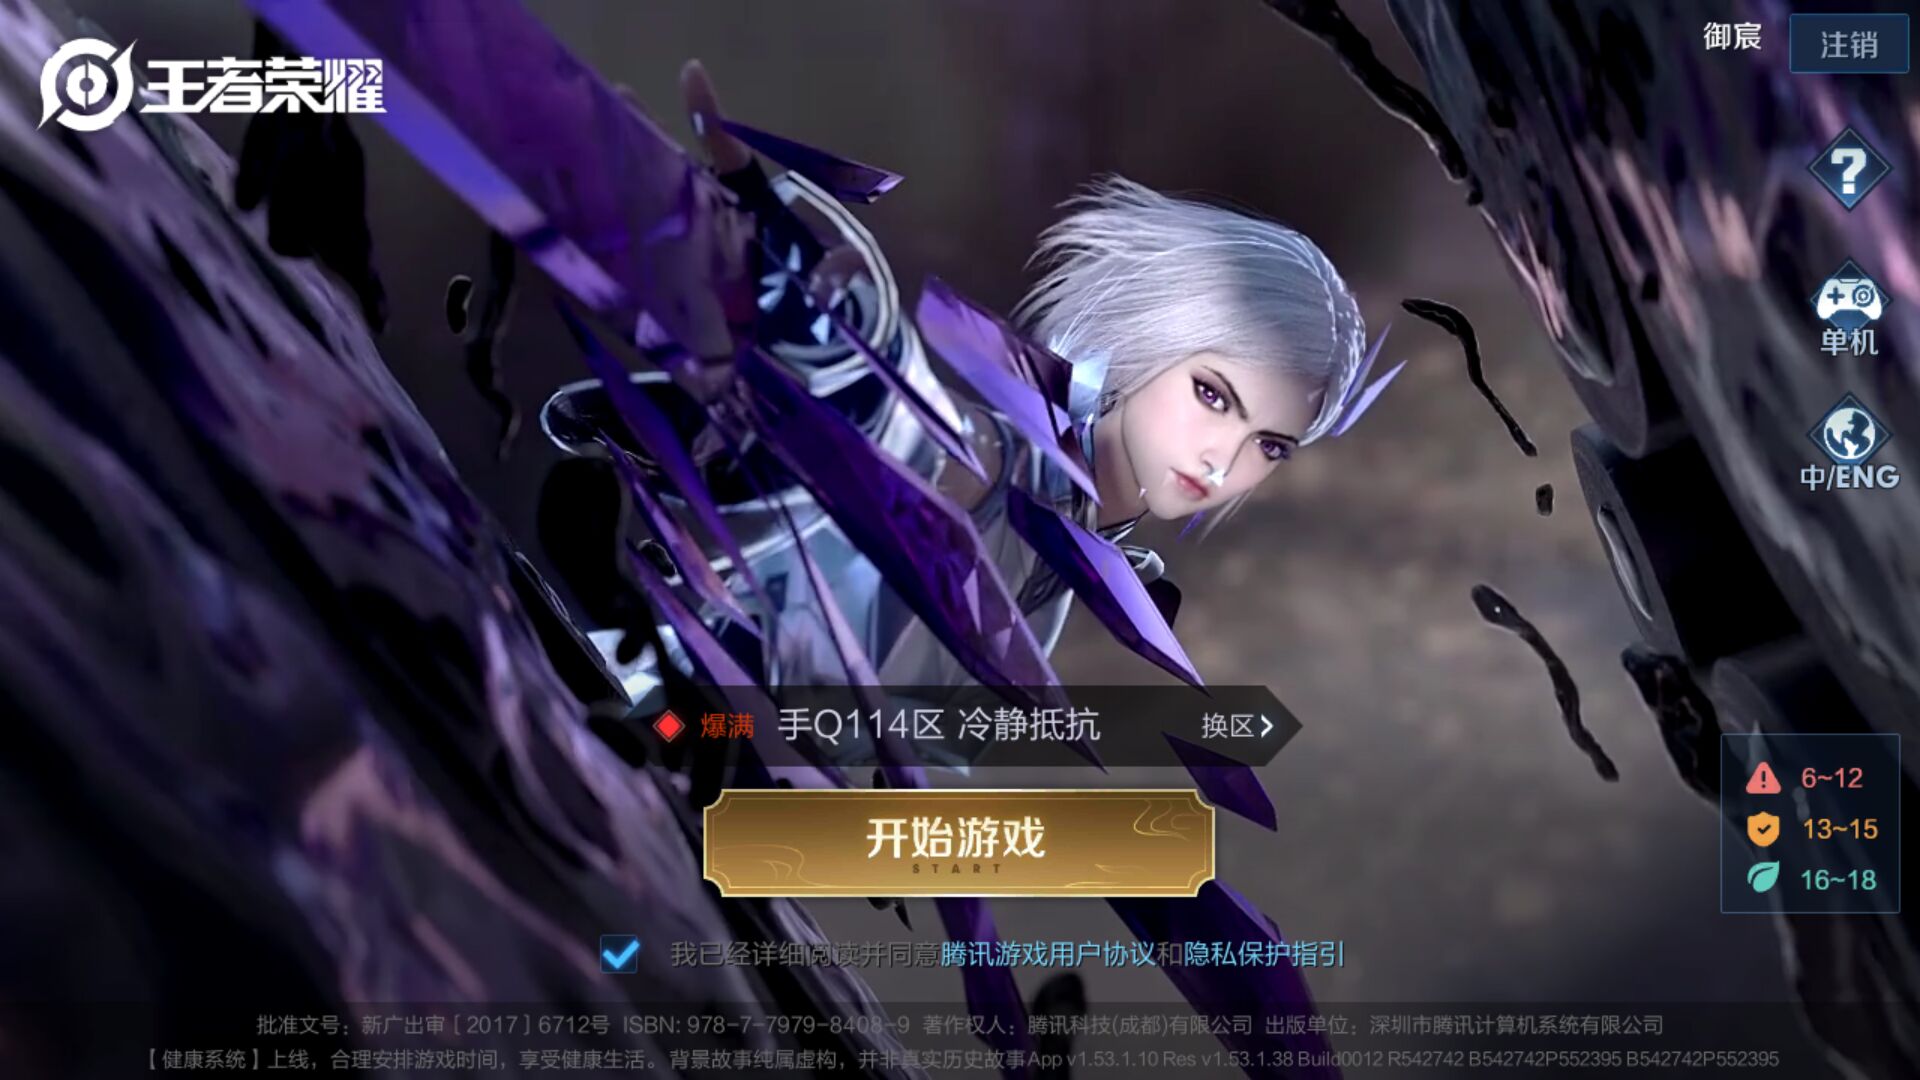 王者荣耀
御宸
注销
单机
中/ENG
爆满 手Q114区 冷静抵抗 换区
开始游戏
START
6~12
13~15
16~18
我已经详细阅读并同意腾讯游戏用户协议和隐私保护指引
批准文号：新广出审[2017]6712号 ISBN: 978-7-7979-8408-9 著作权人：腾讯科技(成都)有限公司 出版单位：深圳市腾讯计算机系统有限公司
【健康系统】上线，合理安排游戏时间，享受健康生活。背景故事纯属虚构，并非真实历史故事App v1.53.1.10 Res v1.53.1.38 Build0012 R542742 B542742P552395 B542742P552395